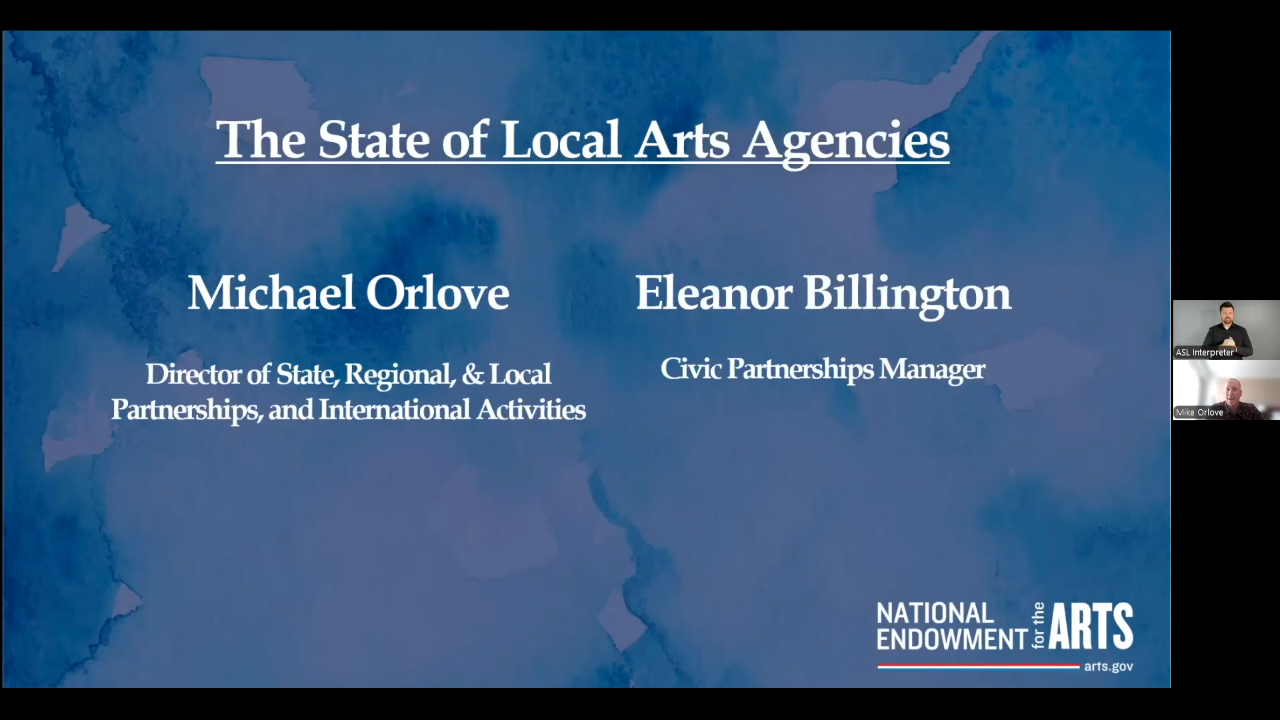 The State of Local Arts Agencies
Michael Orlove
Director of State, Regional, & Local
Partnerships, and International Activities
Eleanor Billington
Civic Partnerships Manager
NATIONAL
ENDOWMENT
for the
ARTS
arts.gov
ASL Interpreter
Mike Orlove